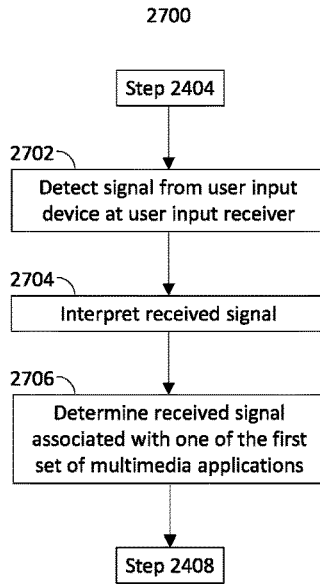 2700
Step 2404
2702
Detect signal from user input
device at user input receiver
2704
Interpret received signal
2706
Determine received signal
associated with one of the first
set of multimedia applications
Step 2408